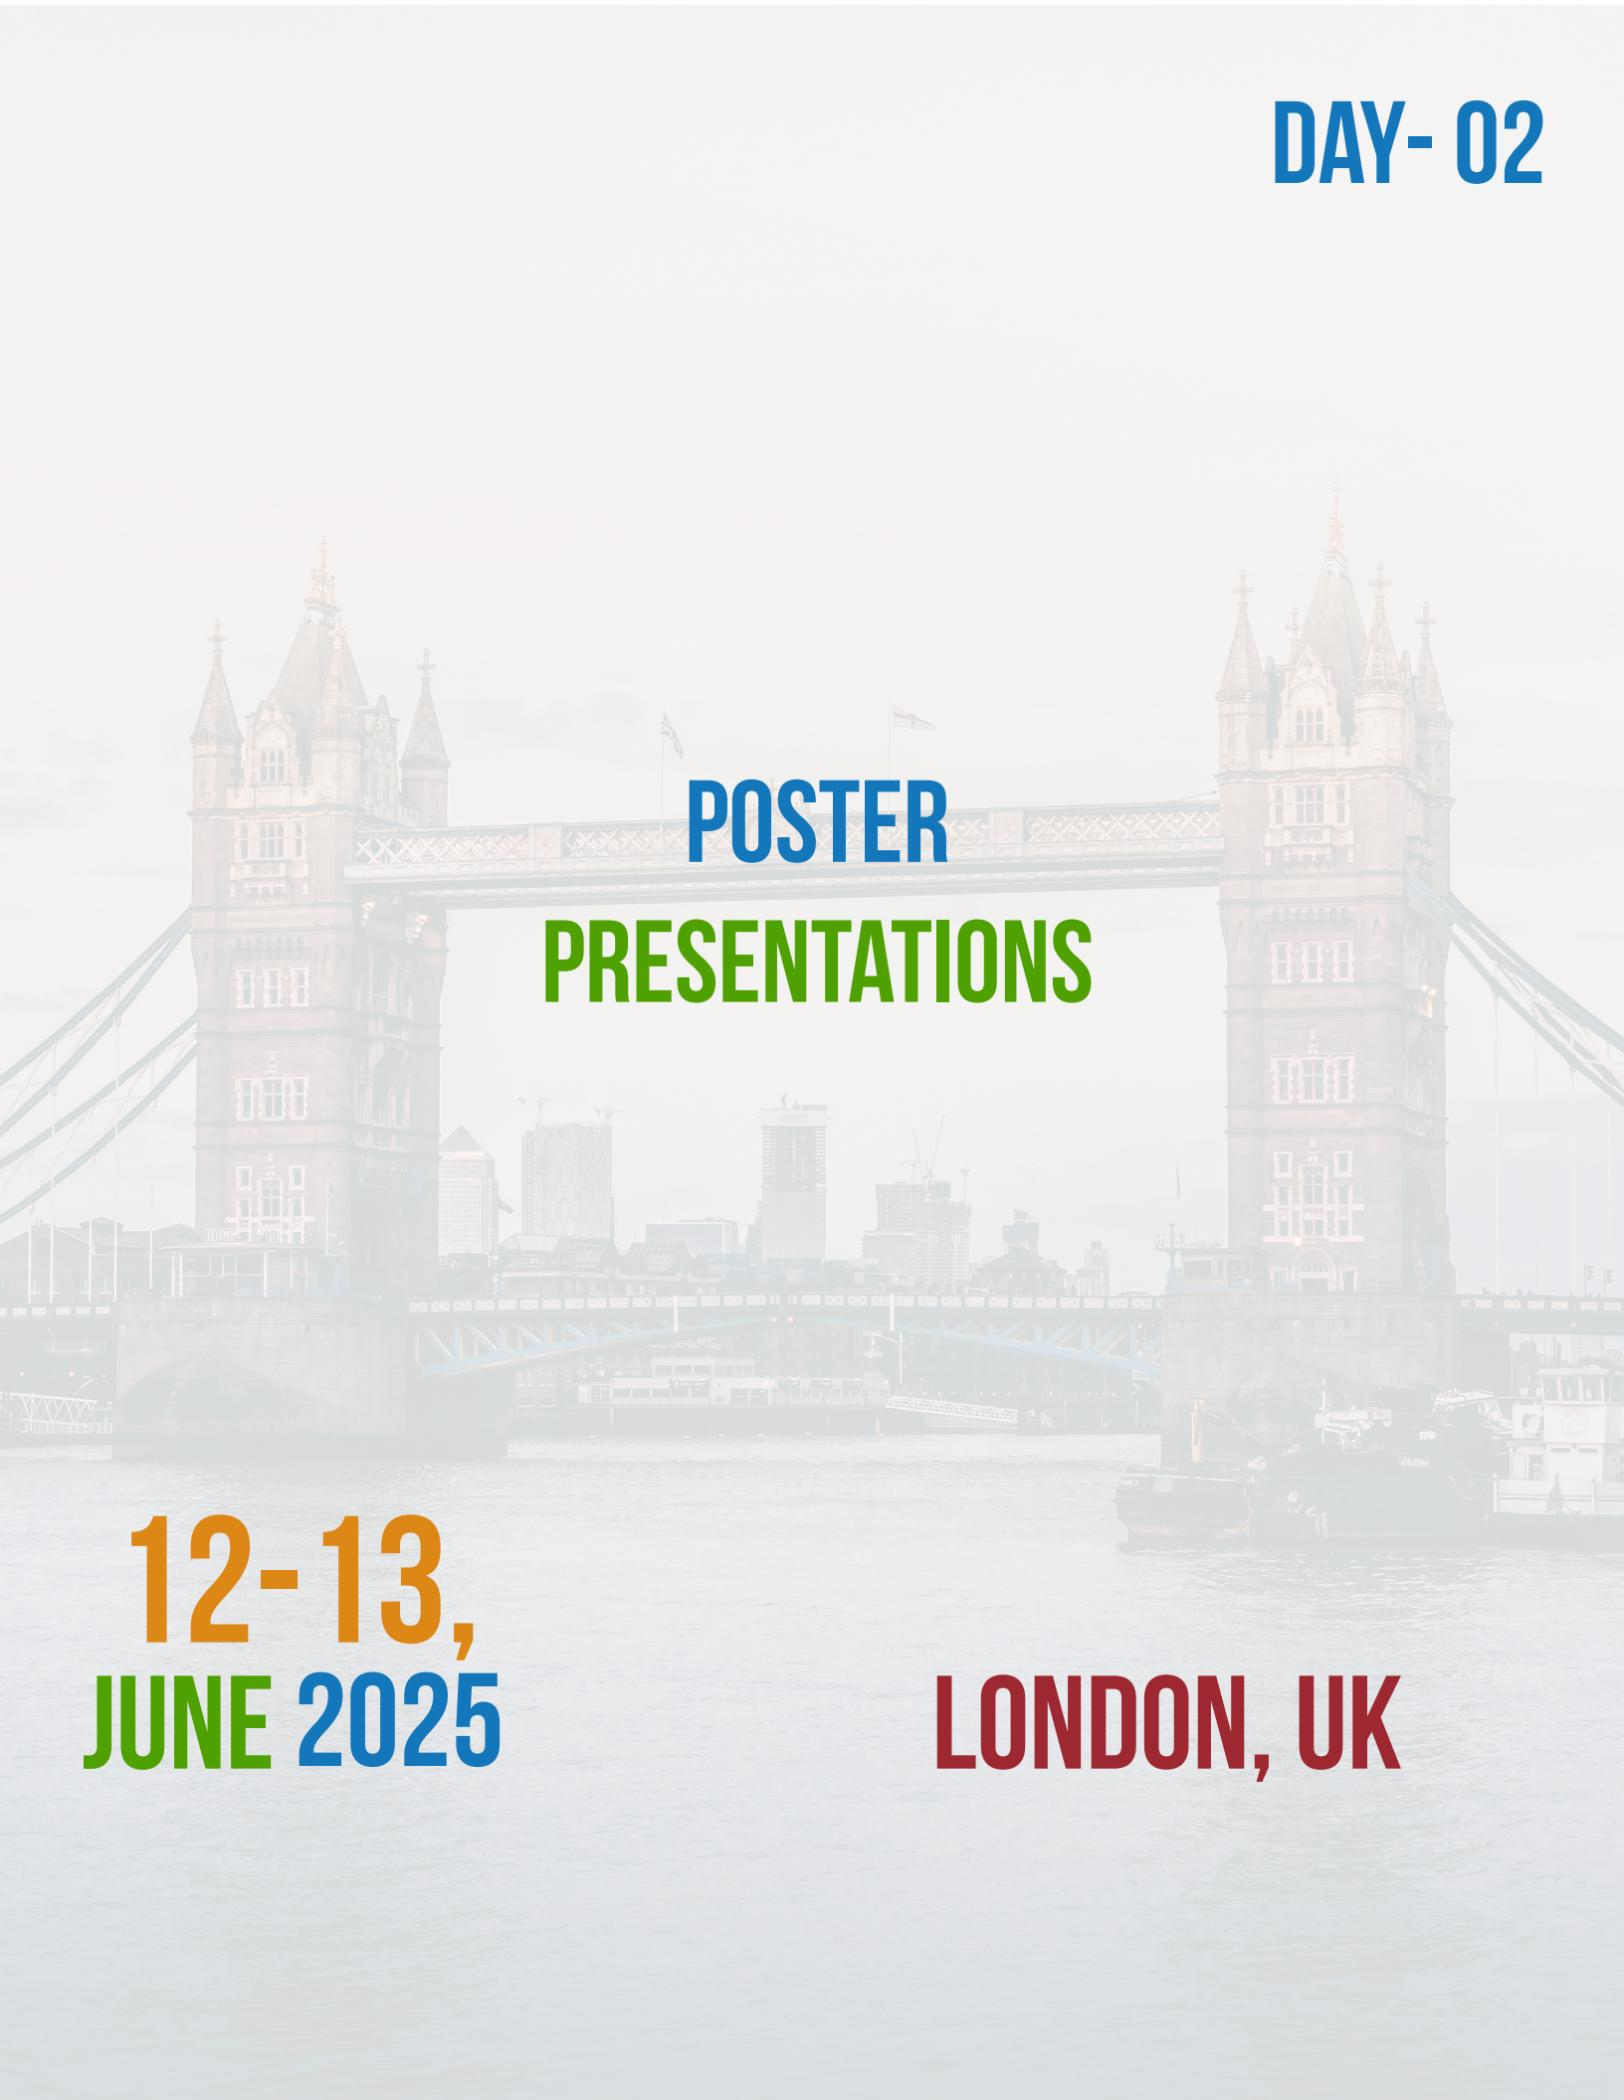 DAY- 02
POSTER
PRESENTATIONS
12-13,
JUNE 2025
LONDON, UK